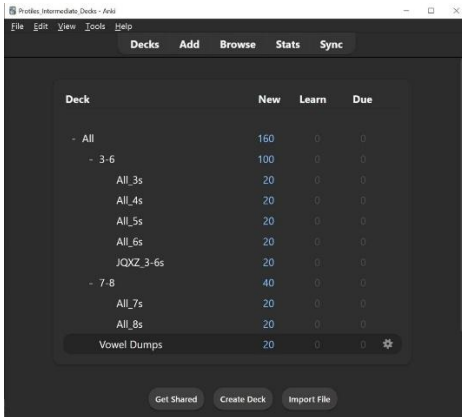 Protiles_Intermediate_Decks - Anki
File Edit View Tools Help
Decks Add Browse Stats Sync
Deck New Learn Due
- All 160 0 0
- 3-6 100 0 0
All_3s 20 0 0
All_4s 20 0 0
All_5s 20 0 0
All_6s 20 0 0
JQXZ_3-6s 20 0 0
- 7-8 40 0 0
All_7s 20 0 0
All_8s 20 0 0
Vowel Dumps 20 0 0
Get Shared Create Deck Import File